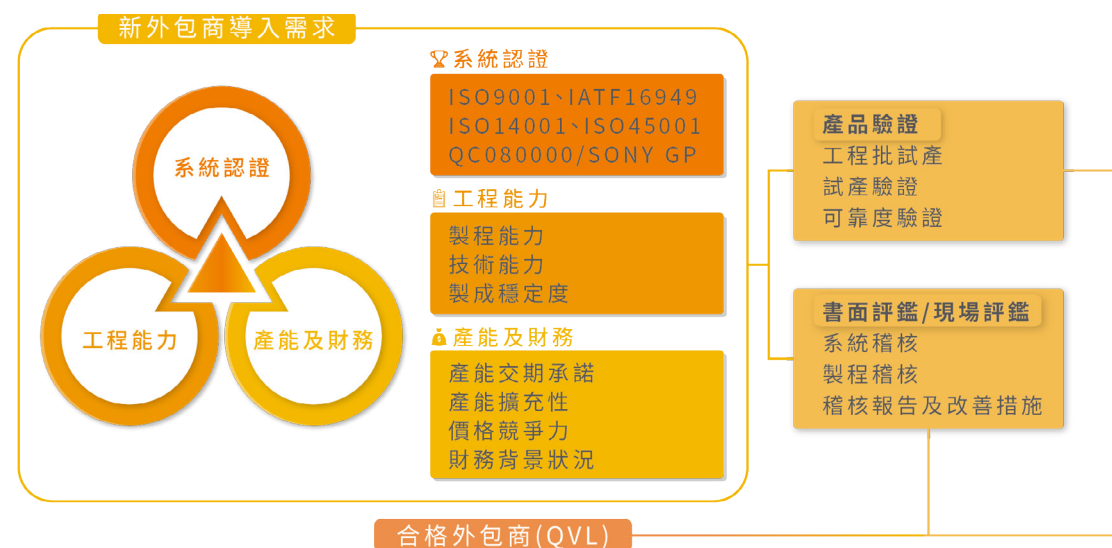 新外包商導入需求
系統認證
工程能力
產能及財務
系統認證
ISO9001、IATF16949
ISO14001、ISO45001
QC080000/SONY GP
工程能力
製程能力
技術能力
製成穩定度
產能及財務
產能交期承諾
產能擴充性
價格競爭力
財務背景狀況
產品驗證
工程批試產
試產驗證
可靠度驗證
書面評鑑/現場評鑑
系統稽核
製程稽核
稽核報告及改善措施
合格外包商(QVL)